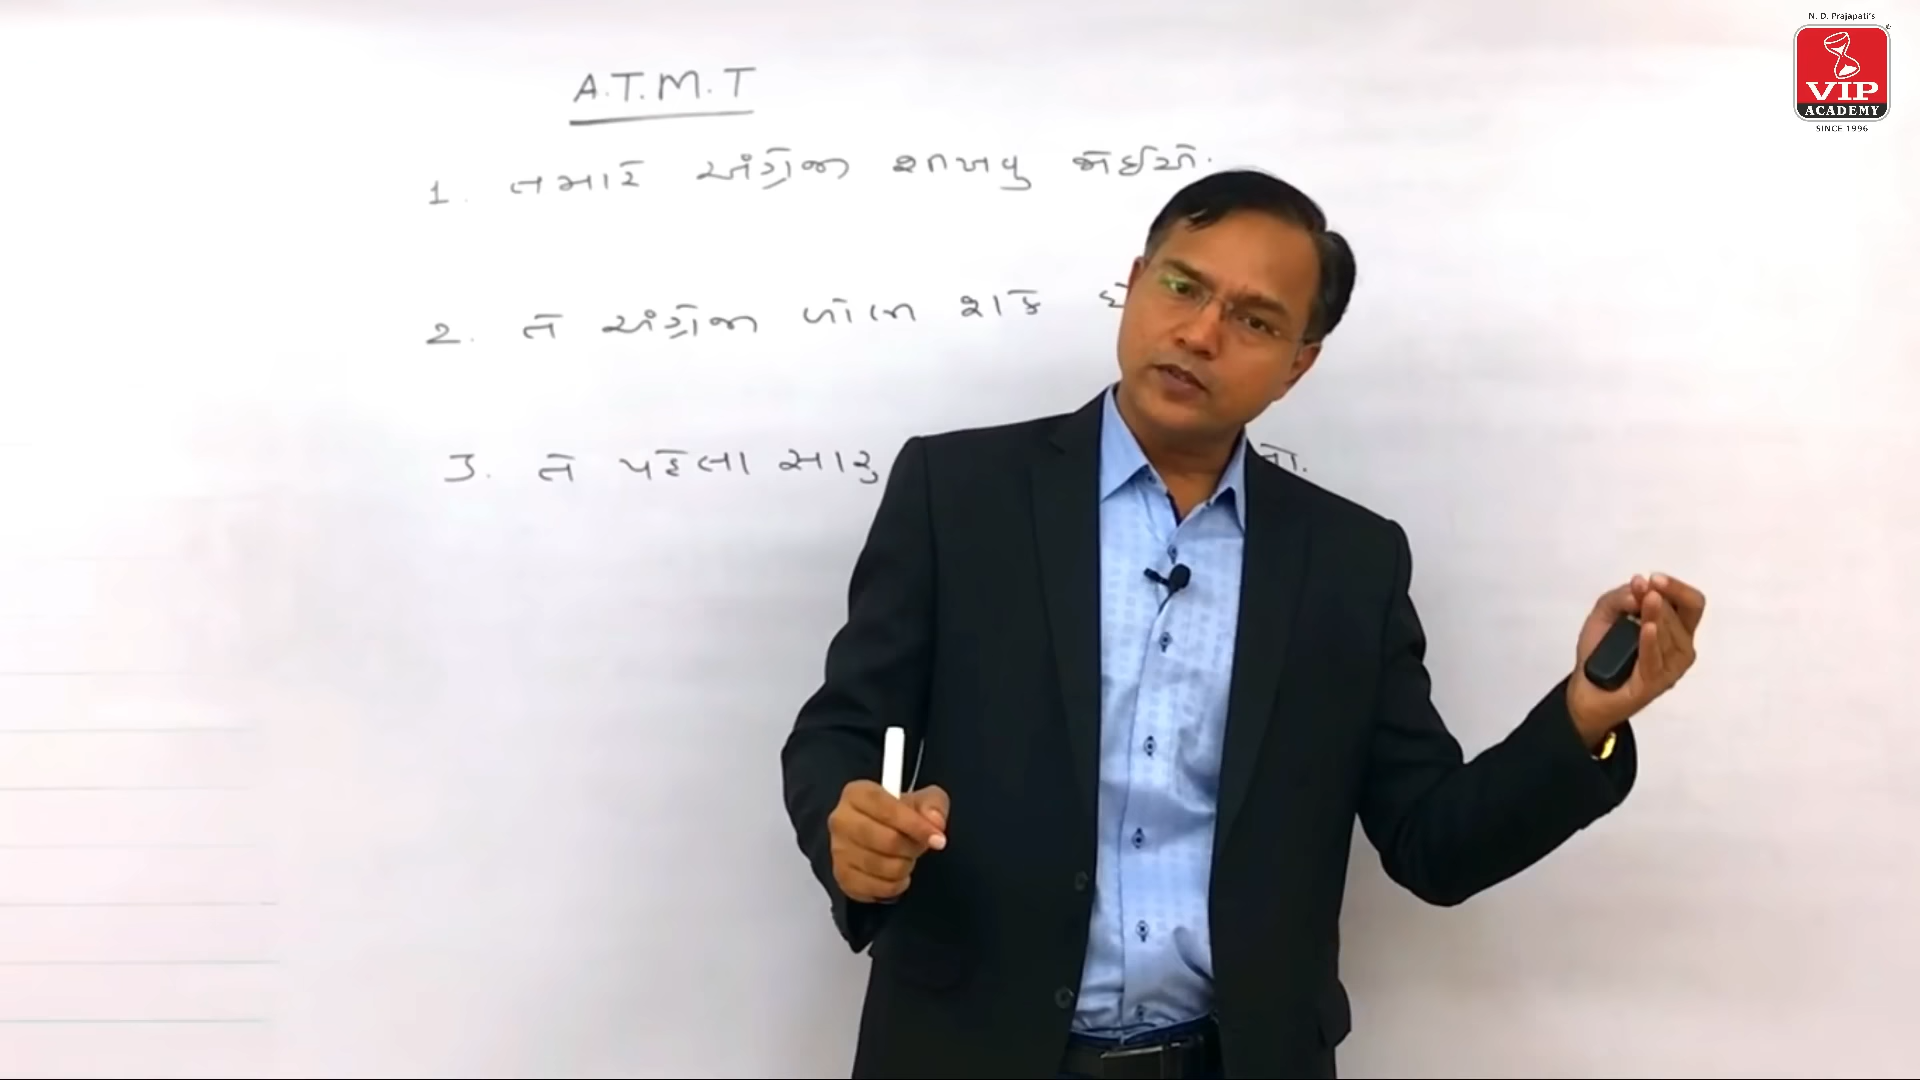 N. D. Prajapati's
VIP
ACADEMY
SINCE 1996
A.T.M.T
1. તમારે અંગ્રેજી શીખવુ જોઈએ.
2. તે અંગ્રેજી બોલી શકે
3. તે પહેલા સારુ